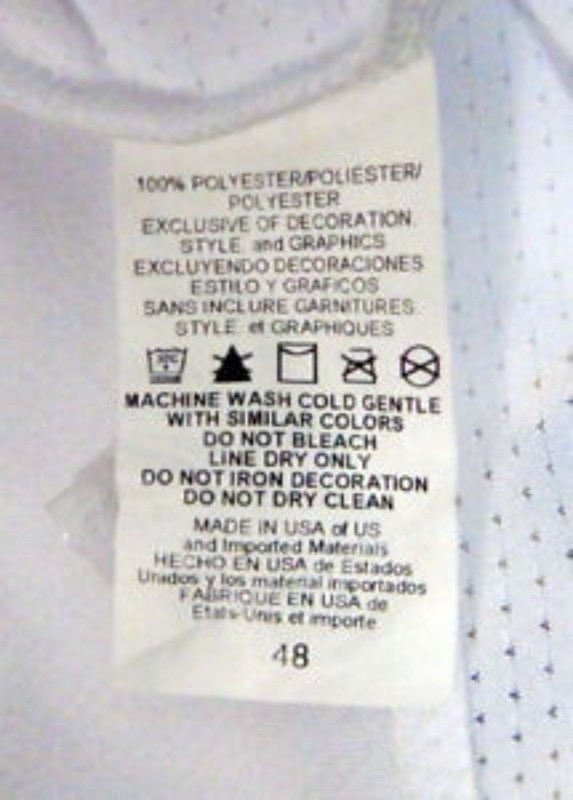 100% POLYESTER/POLIESTER/
POLYESTER
EXCLUSIVE OF DECORATION,
STYLE, and GRAPHICS
EXCLUYENDO DECORACIONES
ESTILO Y GRAFICOS
SANS INCLURE GARNITURES,
STYLE, et GRAPHIQUES
MACHINE WASH COLD GENTLE
WITH SIMILAR COLORS
DO NOT BLEACH
LINE DRY ONLY
DO NOT IRON DECORATION
DO NOT DRY CLEAN
MADE IN USA of US
and Imported Materials
HECHO EN USA de Estados
Unidos y los material importados
FABRIQUE EN USA de
Etats-Unis et importe
48